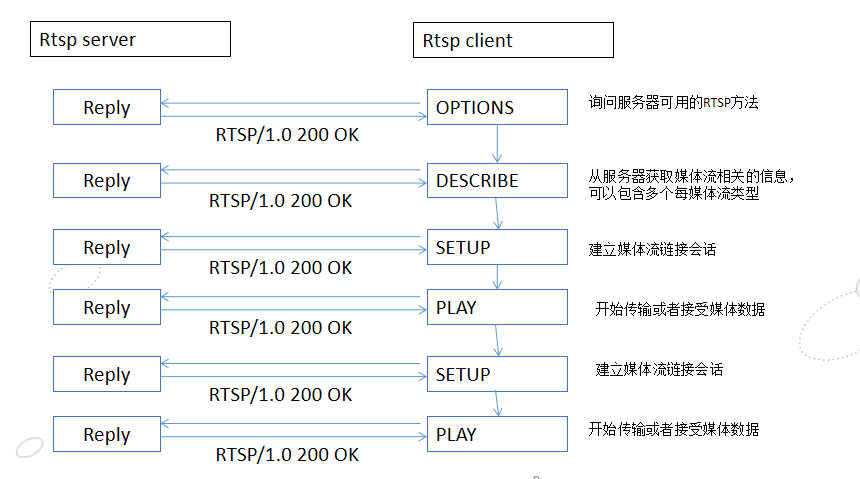 Rtsp server
Rtsp client
Reply
OPTIONS
询问服务器可用的RTSP方法
RTSP/1.0 200 OK
Reply
DESCRIBE
从服务器获取媒体流相关的信息，
可以包含多个每媒体流类型
RTSP/1.0 200 OK
Reply
SETUP
建立媒体流链接会话
RTSP/1.0 200 OK
Reply
PLAY
开始传输或者接受媒体数据
RTSP/1.0 200 OK
Reply
SETUP
建立媒体流链接会话
RTSP/1.0 200 OK
Reply
PLAY
开始传输或者接受媒体数据
RTSP/1.0 200 OK